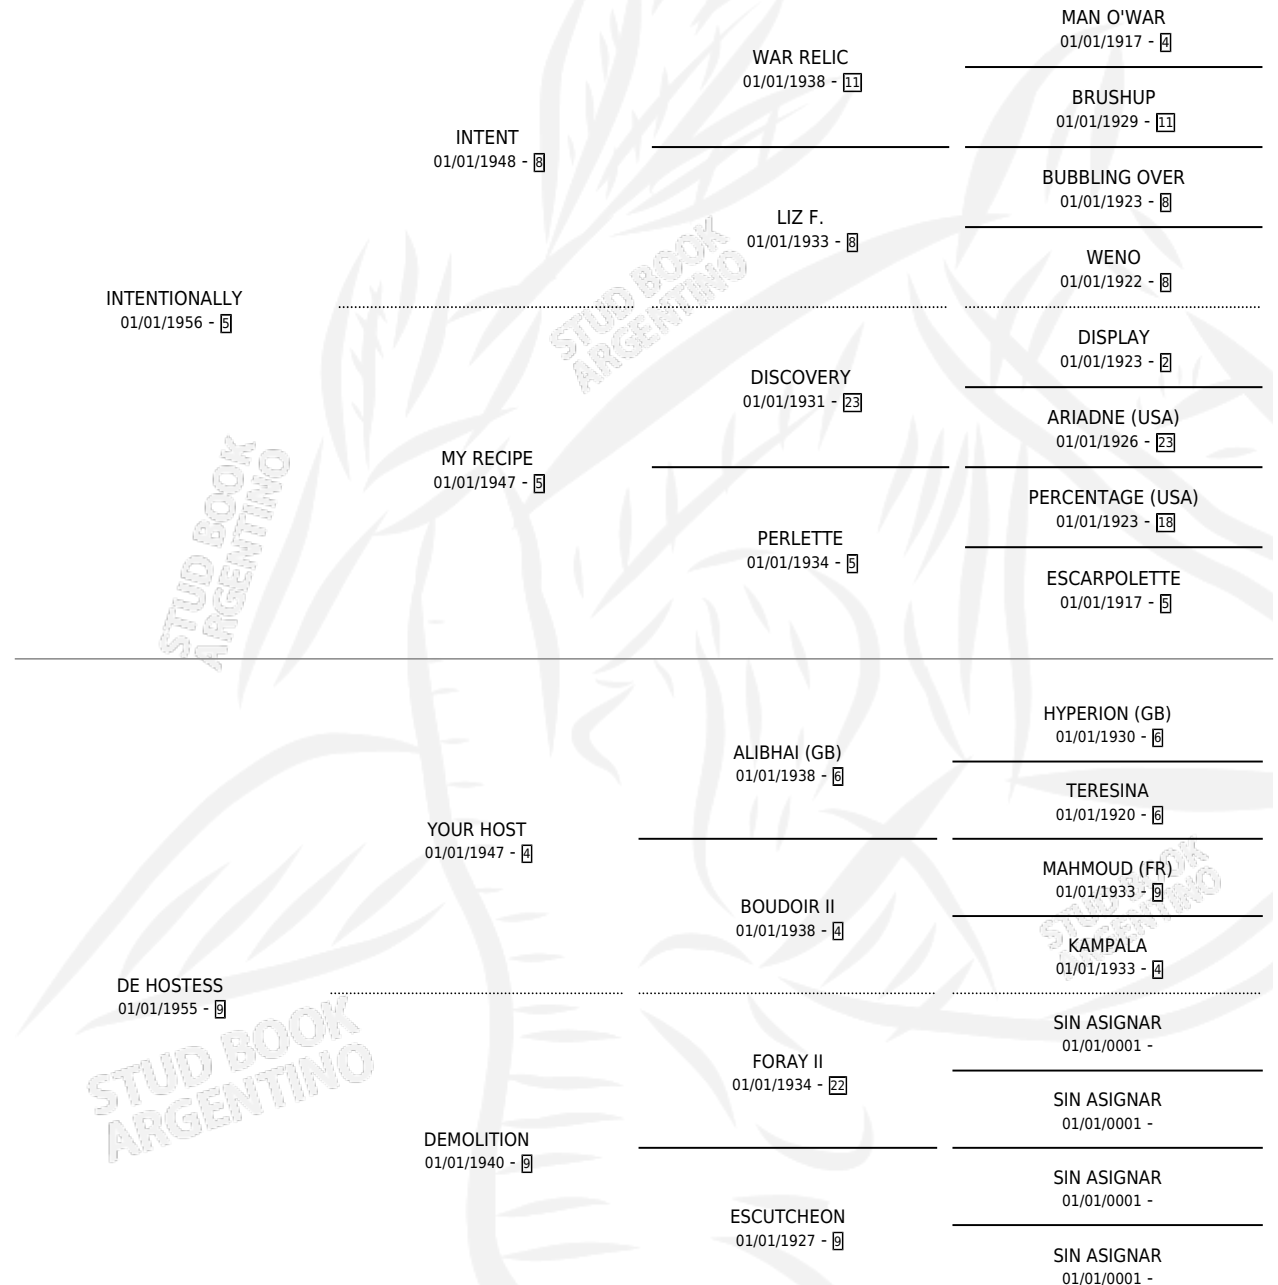 MAN O'WAR
01/01/1917 - 4
WAR RELIC
01/01/1938 - 11
BRUSHUP
01/01/1929 - 11
INTENT
01/01/1948 - 8
BUBBLING OVER
01/01/1923 - 8
LIZ F.
01/01/1933 - 8
WENO
01/01/1922 - 8
INTENTIONALLY
01/01/1956 - 5
DISPLAY
01/01/1923 - 2
DISCOVERY
01/01/1931 - 23
ARIADNE (USA)
01/01/1926 - 23
MY RECIPE
01/01/1947 - 5
PERCENTAGE (USA)
01/01/1923 - 18
PERLETTE
01/01/1934 - 5
ESCARPOLETTE
01/01/1917 - 5
HYPERION (GB)
01/01/1930 - 6
ALIBHAI (GB)
01/01/1938 - 6
TERESINA
01/01/1920 - 6
YOUR HOST
01/01/1947 - 4
MAHMOUD (FR)
01/01/1933 - 9
BOUDOIR II
01/01/1938 - 4
KAMPALA
01/01/1933 - 4
DE HOSTESS
01/01/1955 - 9
SIN ASIGNAR
01/01/0001 -
FORAY II
01/01/1934 - 22
SIN ASIGNAR
01/01/0001 -
DEMOLITION
01/01/1940 - 9
SIN ASIGNAR
01/01/0001 -
ESCUTCHEON
01/01/1927 - 9
SIN ASIGNAR
01/01/0001 -
STUD BOOK
ARGENTINO
STUD BOOK
ARGENTINO
STUD BOOK
ARGENTINO
STUD BOOK
ARGENTINO